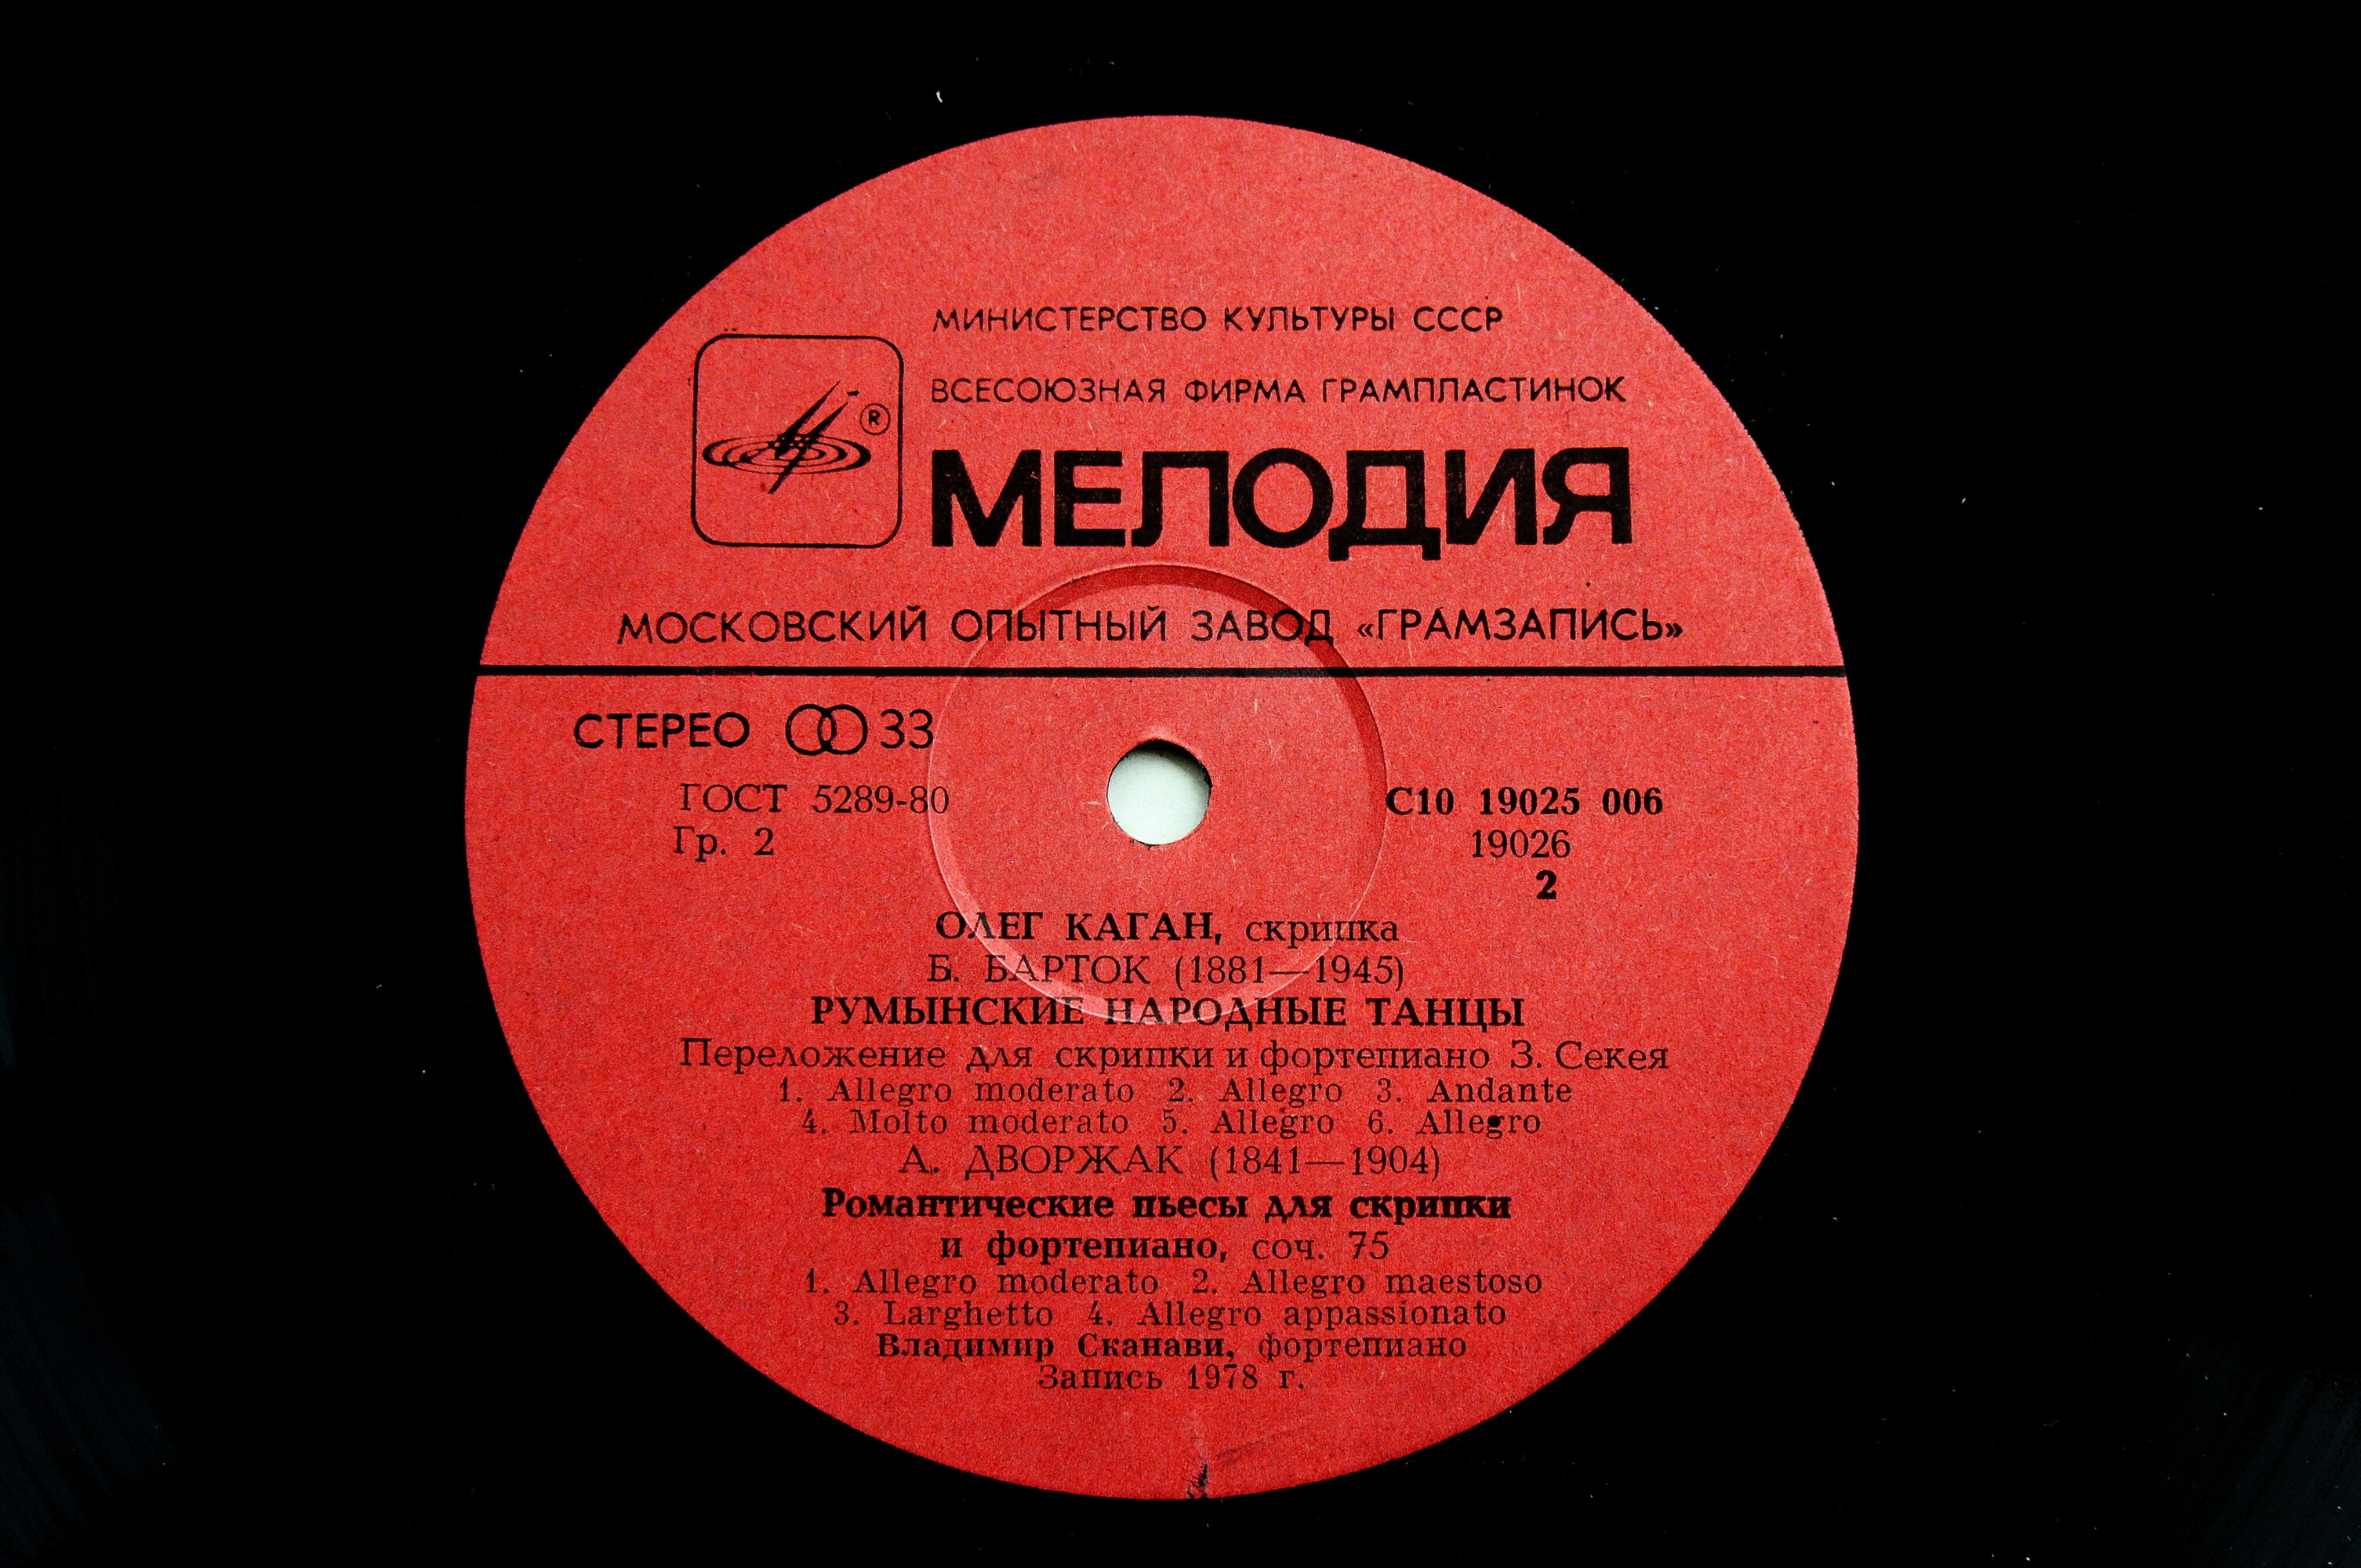 МИНИСТЕРСТВО КУЛЬТУРЫ СССР
ВСЕСОЮЗНАЯ ФИРМА ГРАМПЛАСТИНОК
®
МЕЛОДИЯ
МОСКОВСКИЙ ОПЫТНЫЙ ЗАВОД «ГРАМЗАПИСЬ»
СТЕРЕО 33
ГОСТ 5289-80
Гр. 2
С10 19025 006
19026
2
ОЛЕГ КАГАН, скрипка
Б. БАРТОК (1881—1945)
РУМЫНСКИЕ НАРОДНЫЕ ТАНЦЫ
Переложение для скрипки и фортепиано З. Секея
1. Allegro moderato 2. Allegro 3. Andante
4. Molto moderato 5. Allegro 6. Allegro
А. ДВОРЖАК (1841—1904)
Романтические пьесы для скрипки
и фортепиано, соч. 75
1. Allegro moderato 2. Allegro maestoso
3. Larghetto 4. Allegro appassionato
Владимир Сканави, фортепиано
Запись 1978 г.